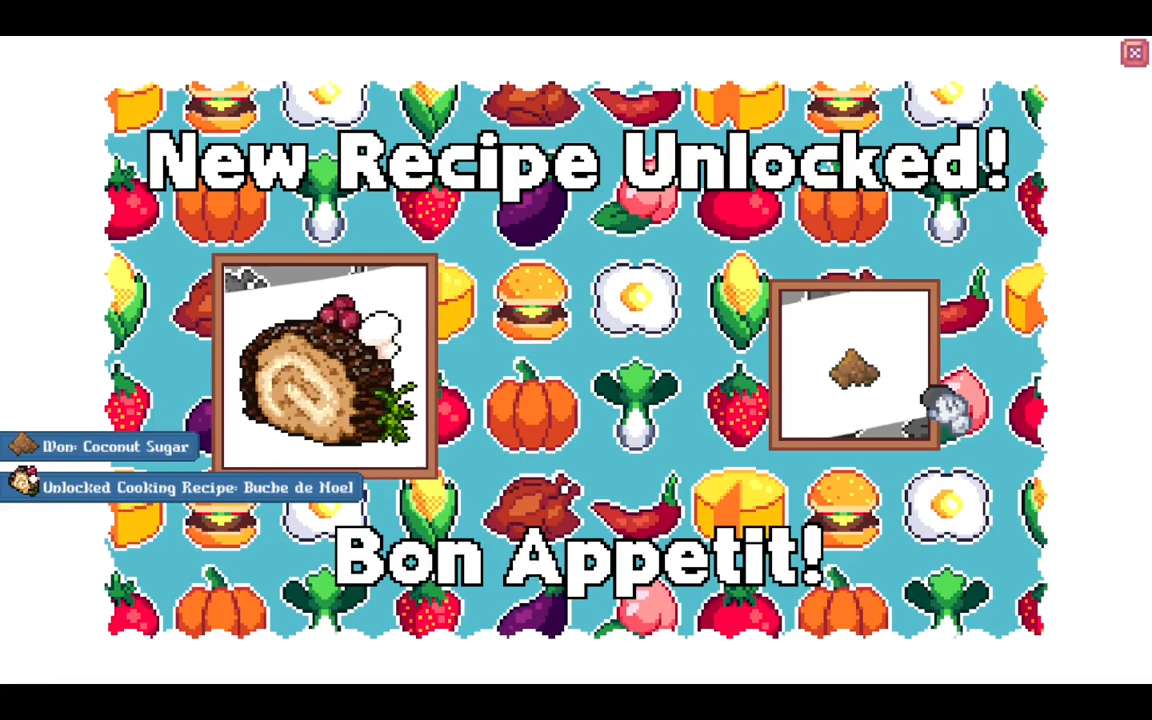 New Recipe Unlocked!
Won: Coconut Sugar
Unlocked Cooking Recipe: Buche de Noel
Bon Appetit!